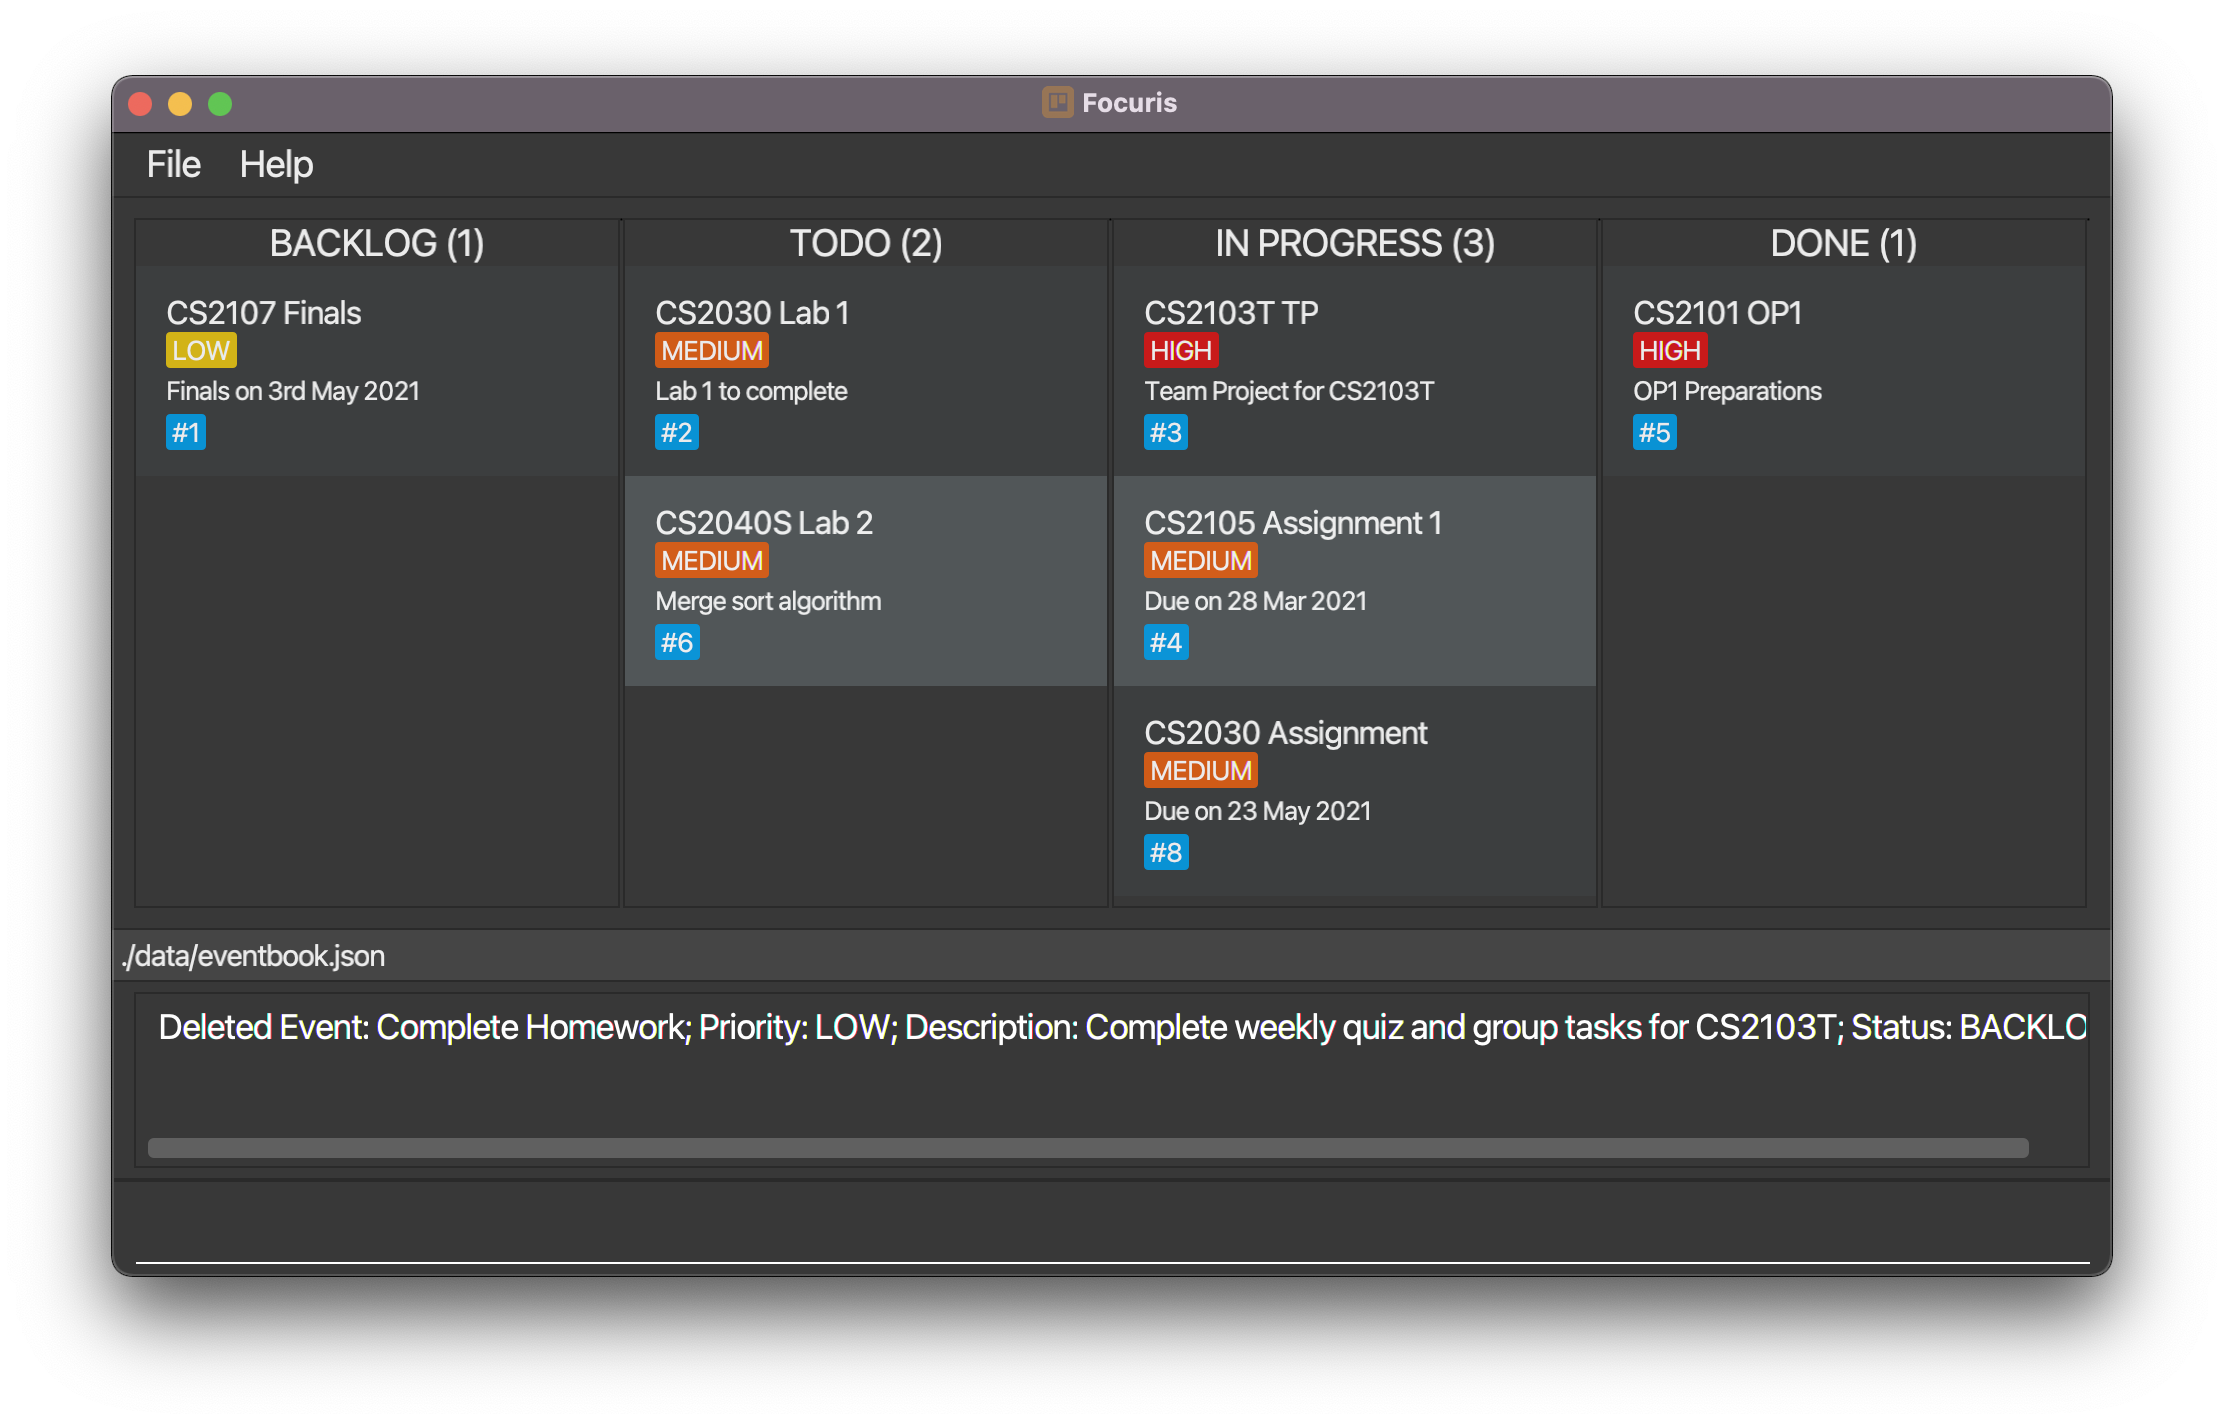 Focuris
File Help
BACKLOG (1)
CS2107 Finals
LOW
Finals on 3rd May 2021
#1
TODO (2)
CS2030 Lab 1
MEDIUM
Lab 1 to complete
#2
CS2040S Lab 2
MEDIUM
Merge sort algorithm
#6
IN PROGRESS (3)
CS2103T TP
HIGH
Team Project for CS2103T
#3
CS2105 Assignment 1
MEDIUM
Due on 28 Mar 2021
#4
CS2030 Assignment
MEDIUM
Due on 23 May 2021
#8
DONE (1)
CS2101 OP1
HIGH
OP1 Preparations
#5
./data/eventbook.json
Deleted Event: Complete Homework; Priority: LOW; Description: Complete weekly quiz and group tasks for CS2103T; Status: BACKLO